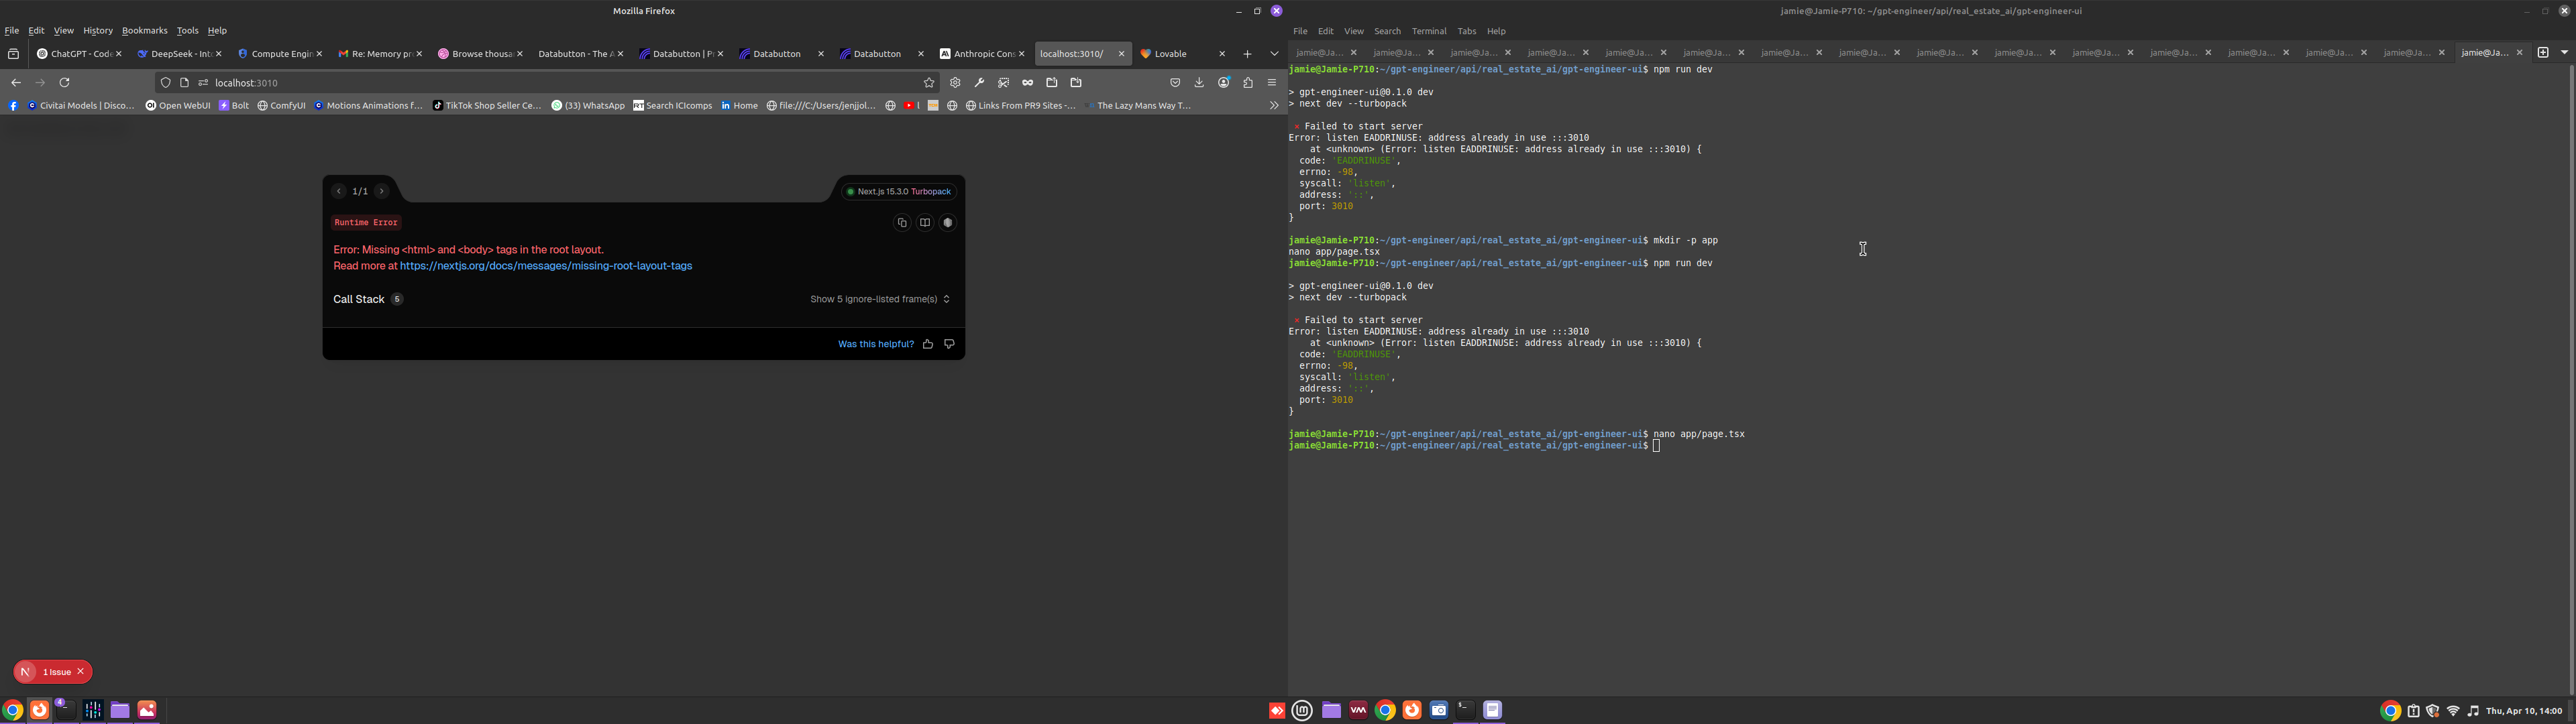 Mozilla Firefox
File Edit View History Bookmarks Tools Help
ChatGPT - Code
DeepSeek - Int
Compute Engin
Re: Memory pr
Browse thousa
Databutton - The A
Databutton | P
Databutton
Databutton
Anthropic Cons
localhost:3010/
Lovable
localhost:3010
Civitai Models | Disco...
Open WebUI
Bolt
ComfyUI
Motions Animations f...
TikTok Shop Seller Ce...
(33) WhatsApp
Search ICIcomps
Home
file:///C:/Users/jenjjol...
Links From PR9 Sites -...
The Lazy Mans Way T...
1/1
Next.js 15.3.0 Turbopack
Runtime Error
Error: Missing <html> and <body> tags in the root layout.
Read more at https://nextjs.org/docs/messages/missing-root-layout-tags
Call Stack 5
Show 5 ignore-listed frame(s)
Was this helpful?
N 1 Issue
4
jamie@Jamie-P710: ~/gpt-engineer/api/real_estate_ai/gpt-engineer-ui
File Edit View Search Terminal Tabs Help
jamie@Ja... jamie@Ja... jamie@Ja... jamie@Ja... jamie@Ja... jamie@Ja... jamie@Ja... jamie@Ja... jamie@Ja... jamie@Ja... jamie@Ja... jamie@Ja... jamie@Ja... jamie@Ja... jamie@Ja... jamie@Ja...
jamie@Jamie-P710:~/gpt-engineer/api/real_estate_ai/gpt-engineer-ui$ npm run dev
> gpt-engineer-ui@0.1.0 dev
> next dev --turbopack
⨯ Failed to start server
Error: listen EADDRINUSE: address already in use :::3010
at <unknown> (Error: listen EADDRINUSE: address already in use :::3010) {
code: 'EADDRINUSE',
errno: -98,
syscall: 'listen',
address: '::',
port: 3010
}
jamie@Jamie-P710:~/gpt-engineer/api/real_estate_ai/gpt-engineer-ui$ mkdir -p app
nano app/page.tsx
jamie@Jamie-P710:~/gpt-engineer/api/real_estate_ai/gpt-engineer-ui$ npm run dev
> gpt-engineer-ui@0.1.0 dev
> next dev --turbopack
⨯ Failed to start server
Error: listen EADDRINUSE: address already in use :::3010
at <unknown> (Error: listen EADDRINUSE: address already in use :::3010) {
code: 'EADDRINUSE',
errno: -98,
syscall: 'listen',
address: '::',
port: 3010
}
jamie@Jamie-P710:~/gpt-engineer/api/real_estate_ai/gpt-engineer-ui$ nano app/page.tsx
jamie@Jamie-P710:~/gpt-engineer/api/real_estate_ai/gpt-engineer-ui$
Thu, Apr 10, 14:00